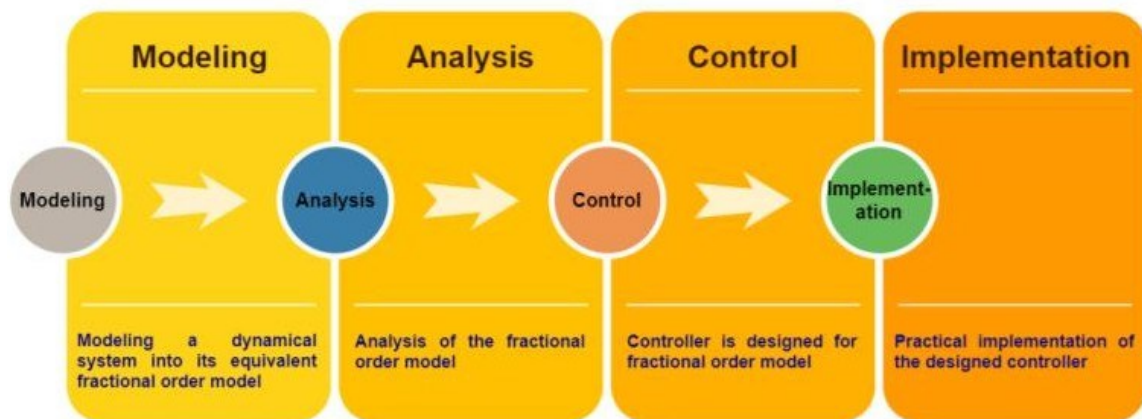 Modeling
Analysis
Control
Implementation
Modeling
Analysis
Control
Implement-
ation
Modeling a dynamical
system into its equivalent
fractional order model
Analysis of the fractional
order model
Controller is designed for
fractional order model
Practical implementation of
the designed controller